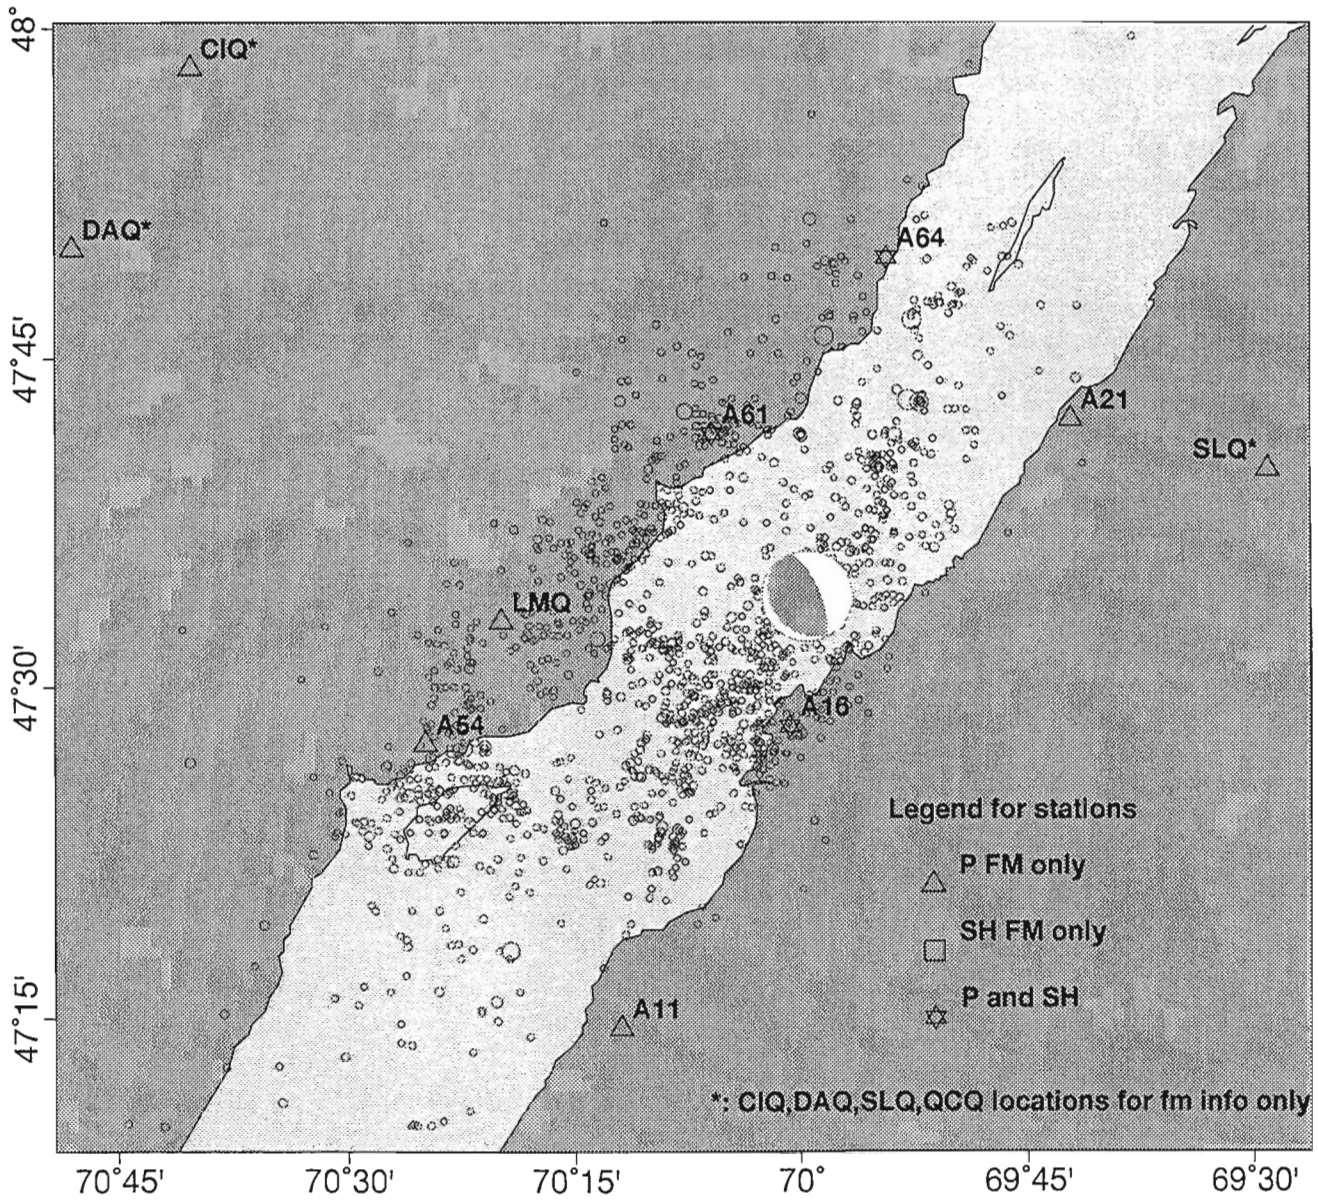 48°
CIQ*
DAQ*
A64
47°45'
A61
A21
SLQ*
LMQ
47°30'
A54
A16
Legend for stations
P FM only
SH FM only
P and SH
47°15'
A11
*: CIQ,DAQ,SLQ,QCQ locations for fm info only
70°45' 70°30' 70°15' 70° 69°45' 69°30'